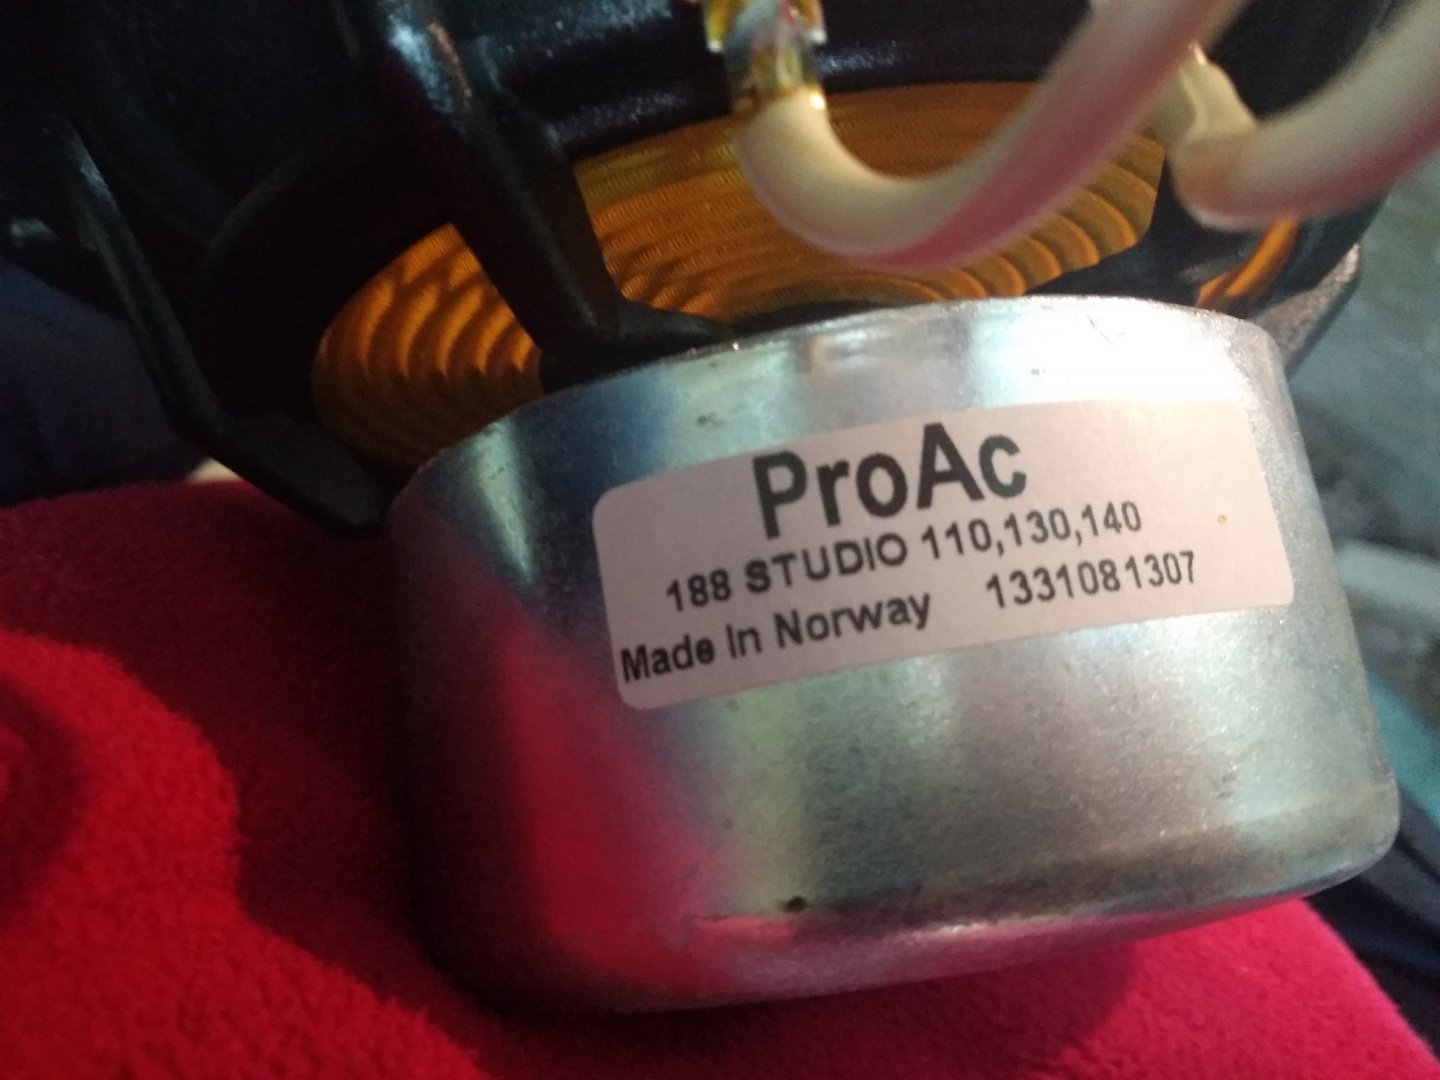 ProAc
188 STUDIO 110,130,140
Made In Norway 1331081307